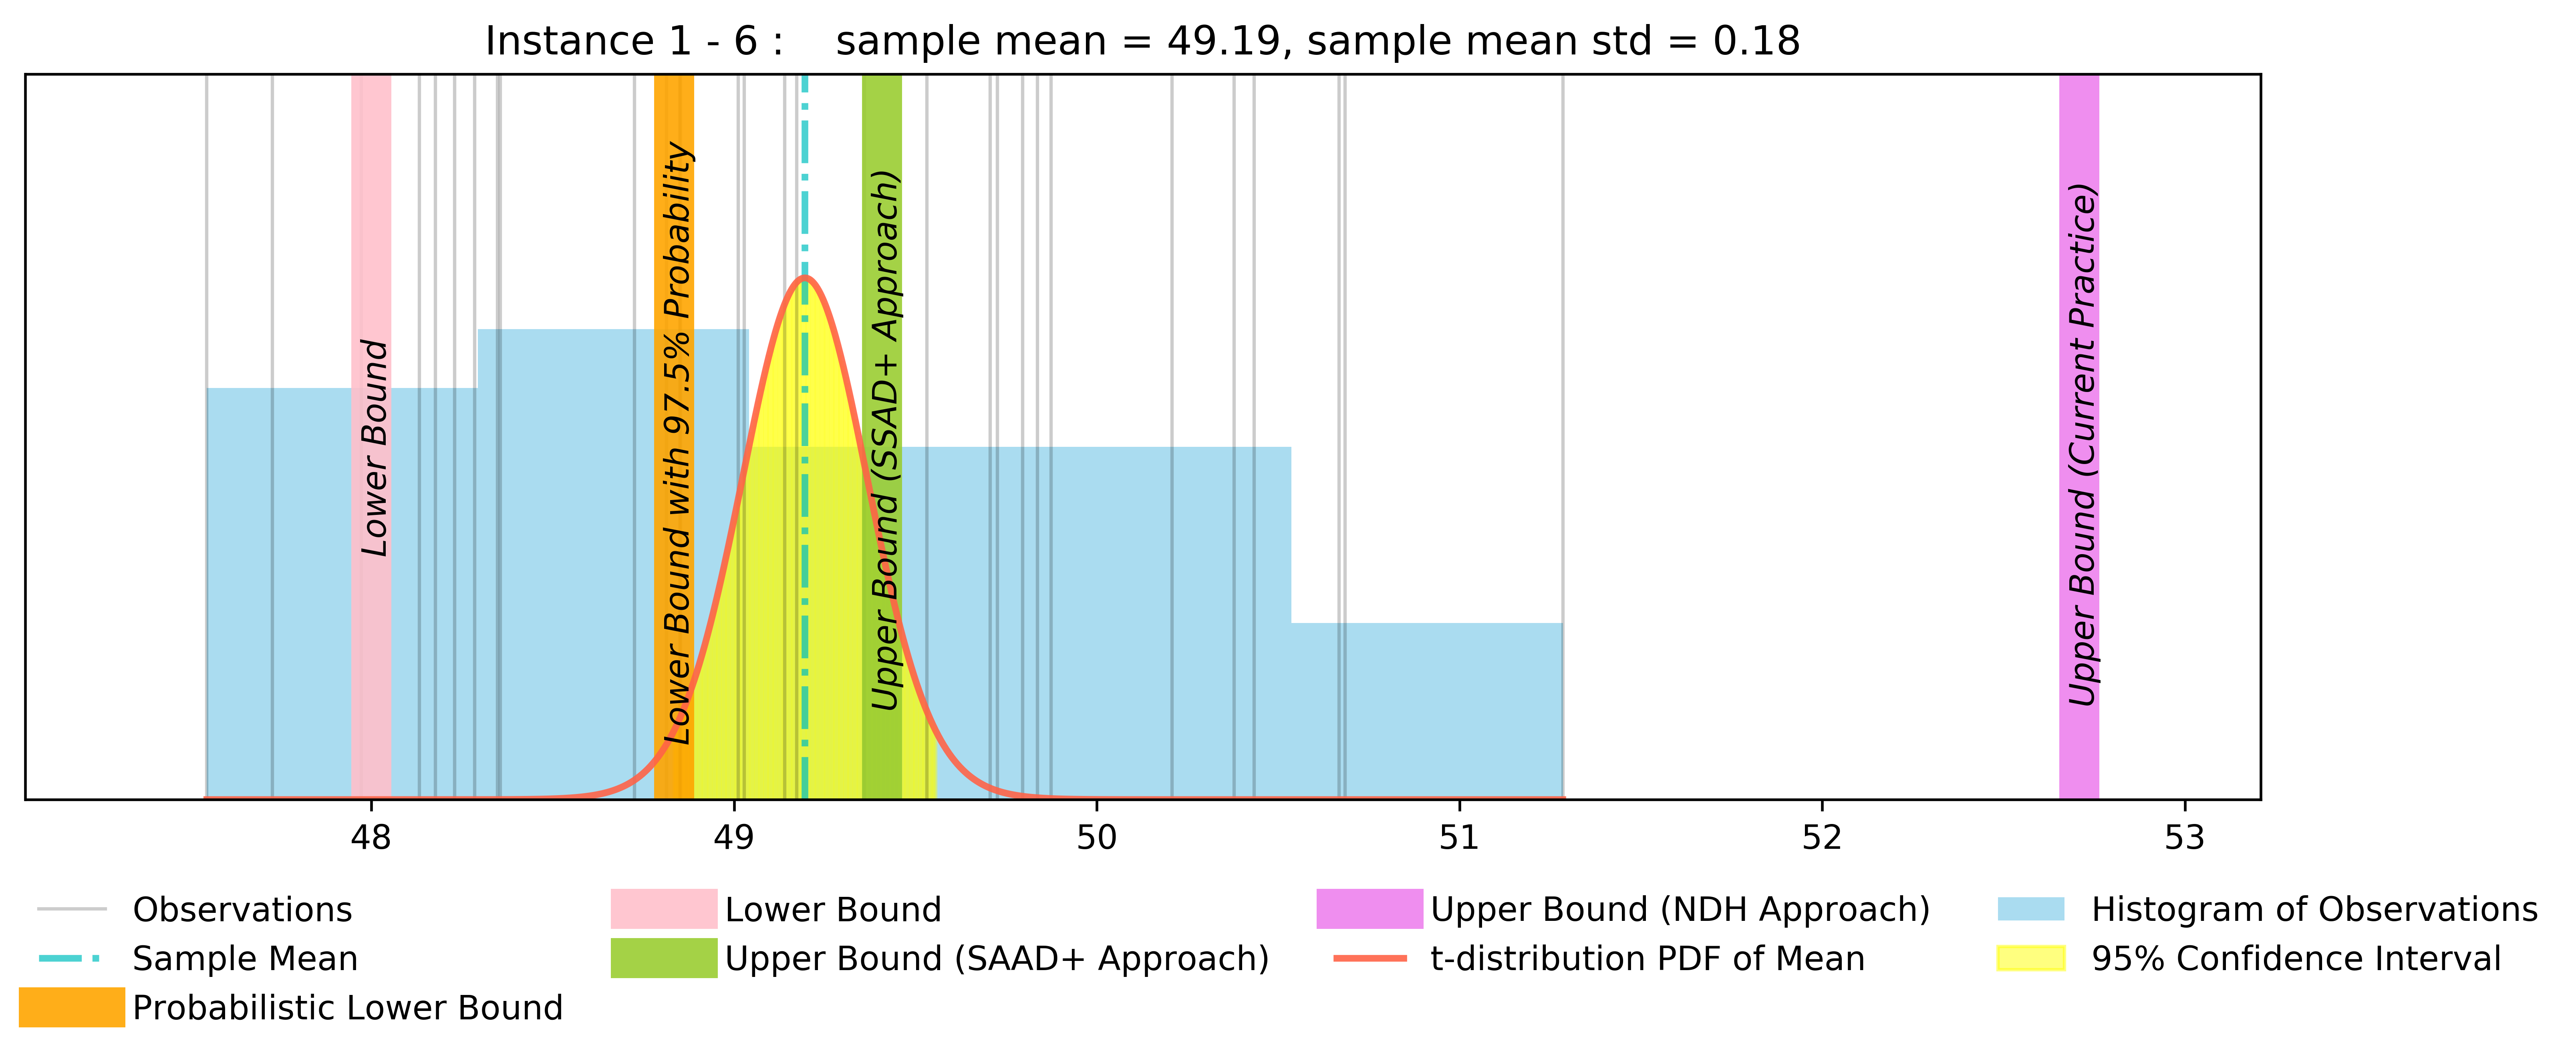 Instance 1 - 6 :    sample mean = 49.19, sample mean std = 0.18
Lower Bound
Lower Bound with 97.5% Probability
Upper Bound (SSAD+ Approach)
Upper Bound (Current Practice)
48 49 50 51 52 53
Observations
Sample Mean
Probabilistic Lower Bound
Lower Bound
Upper Bound (SAAD+ Approach)
Upper Bound (NDH Approach)
t-distribution PDF of Mean
Histogram of Observations
95% Confidence Interval